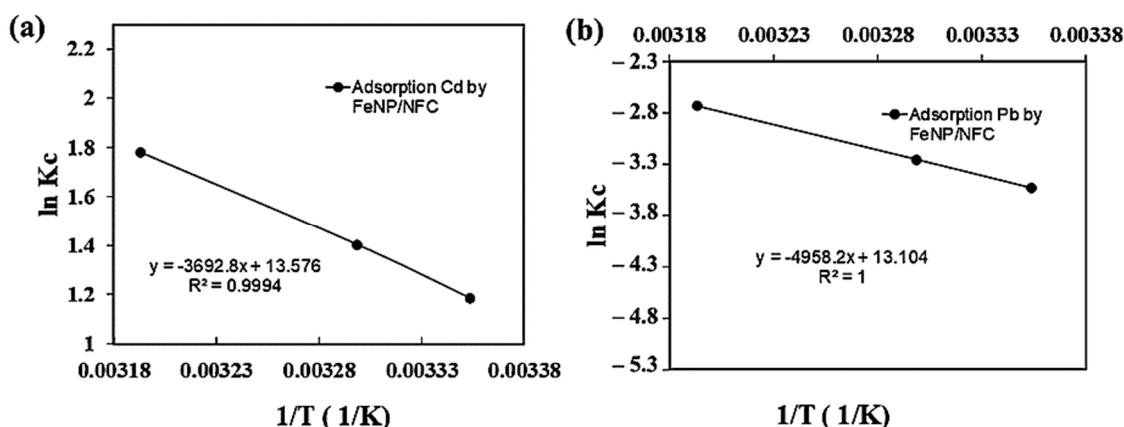 (a)
2.2
2
1.8
1.6
1.4
1.2
1
ln Kc
Adsorption Cd by
FeNP/NFC
y = -3692.8x + 13.576
R² = 0.9994
0.00318 0.00323 0.00328 0.00333 0.00338
1/T ( 1/K)
(b)
0.00318 0.00323 0.00328 0.00333 0.00338
– 2.3
– 2.8
– 3.3
– 3.8
– 4.3
– 4.8
– 5.3
ln Kc
Adsorption Pb by
FeNP/NFC
y = -4958.2x + 13.104
R² = 1
1/T ( 1/K)